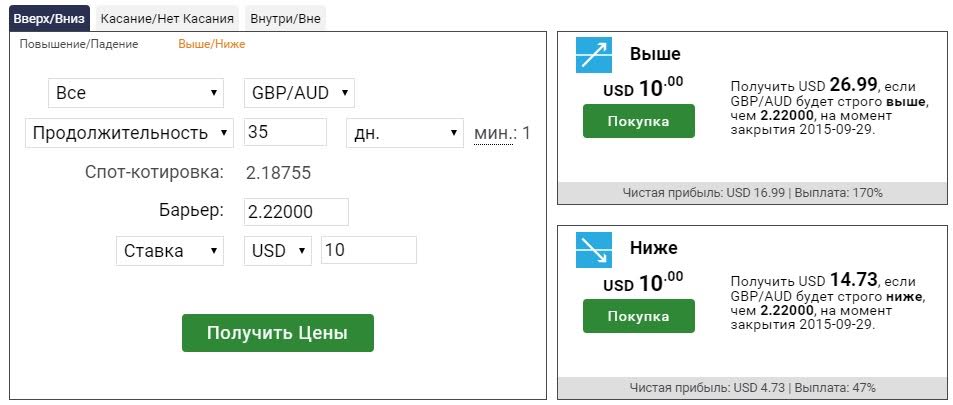 Вверх/Вниз Касание/Нет Касания Внутри/Вне
Повышение/Падение Выше/Ниже
Все GBP/AUD
Продолжительность 35 дн. мин.: 1
Спот-котировка: 2.18755
Барьер: 2.22000
Ставка USD 10
Получить Цены
Выше
USD 10.00
Покупка
Получить USD 26.99, если
GBP/AUD будет строго выше,
чем 2.22000, на момент
закрытия 2015-09-29.
Чистая прибыль: USD 16.99 | Выплата: 170%
Ниже
USD 10.00
Покупка
Получить USD 14.73, если
GBP/AUD будет строго ниже,
чем 2.22000, на момент
закрытия 2015-09-29.
Чистая прибыль: USD 4.73 | Выплата: 47%